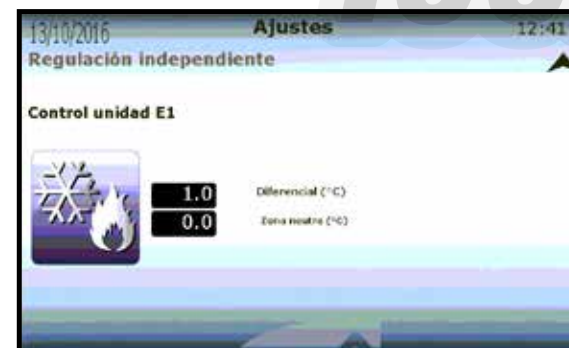 13/10/2016 Ajustes 12:41
Regulación independiente
Control unidad E1
1.0 Diferencial (°C)
0.0 Zona neutra (°C)